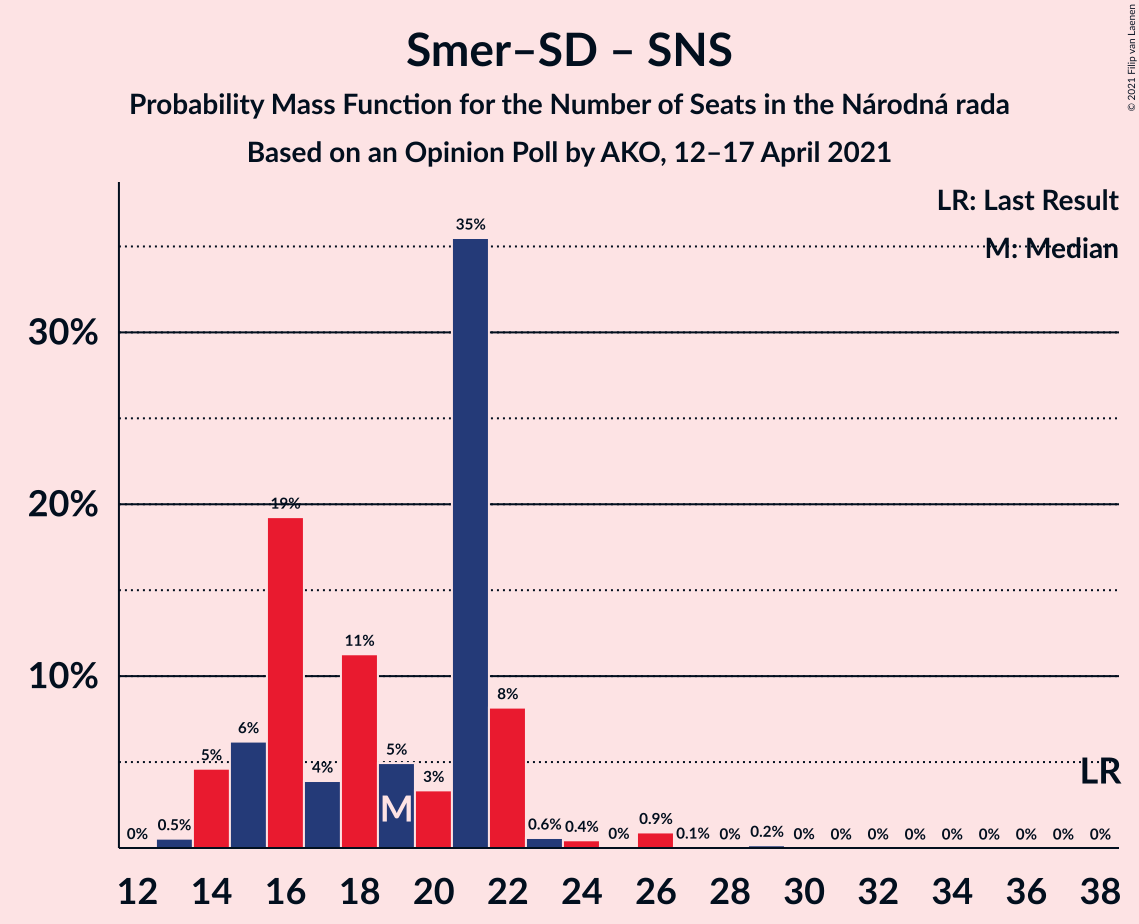 Smer–SD – SNS
Probability Mass Function for the Number of Seats in the Národná rada
Based on an Opinion Poll by AKO, 12–17 April 2021
© 2021 Filip van Laenen
LR: Last Result
M: Median
30%
20%
10%
0% 0.5% 5% 6% 19% 4% 11% 5% 3% 35% 8% 0.6% 0.4% 0% 0.9% 0.1% 0% 0.2% 0% 0% 0% 0% 0% 0% 0% 0% 0%
M
LR
12 14 16 18 20 22 24 26 28 30 32 34 36 38